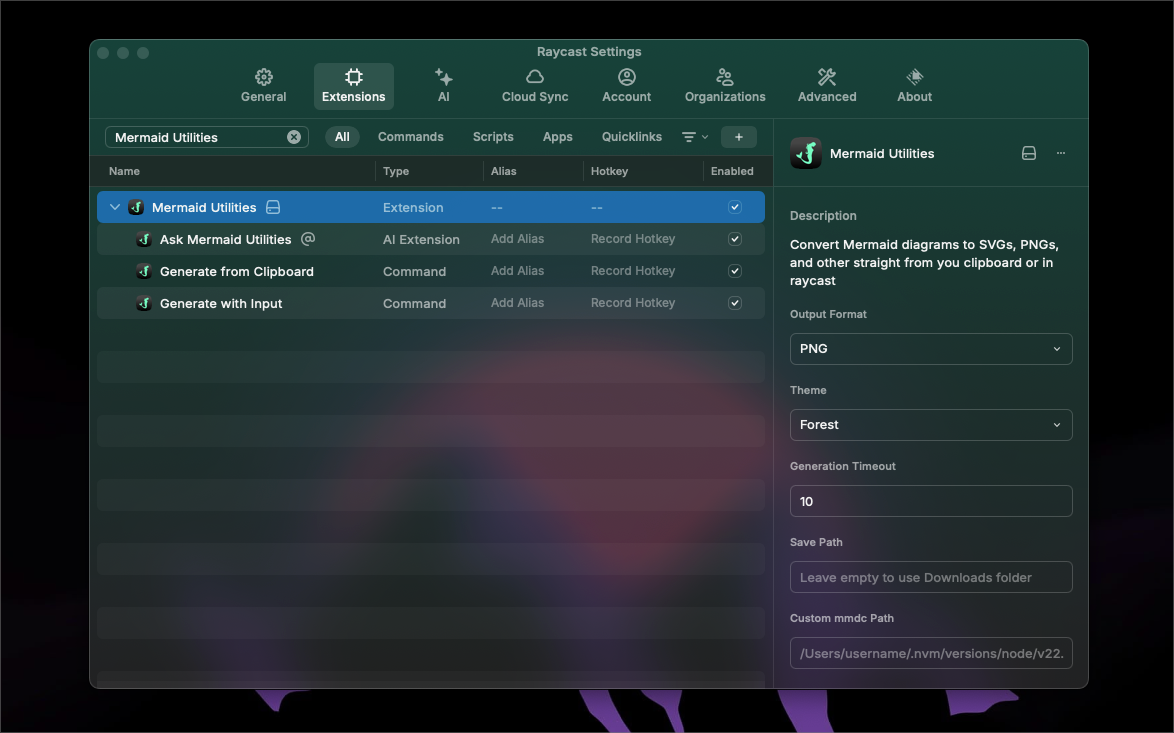 Raycast Settings
General
Extensions
AI
Cloud Sync
Account
Organizations
Advanced
About
Mermaid Utilities
All
Commands
Scripts
Apps
Quicklinks
+
Name Type Alias Hotkey Enabled
Mermaid Utilities Extension -- --
Ask Mermaid Utilities @ AI Extension Add Alias Record Hotkey
Generate from Clipboard Command Add Alias Record Hotkey
Generate with Input Command Add Alias Record Hotkey
Mermaid Utilities
...
Description
Convert Mermaid diagrams to SVGs, PNGs,
and other straight from you clipboard or in
raycast
Output Format
PNG
Theme
Forest
Generation Timeout
10
Save Path
Leave empty to use Downloads folder
Custom mmdc Path
/Users/username/.nvm/versions/node/v22.